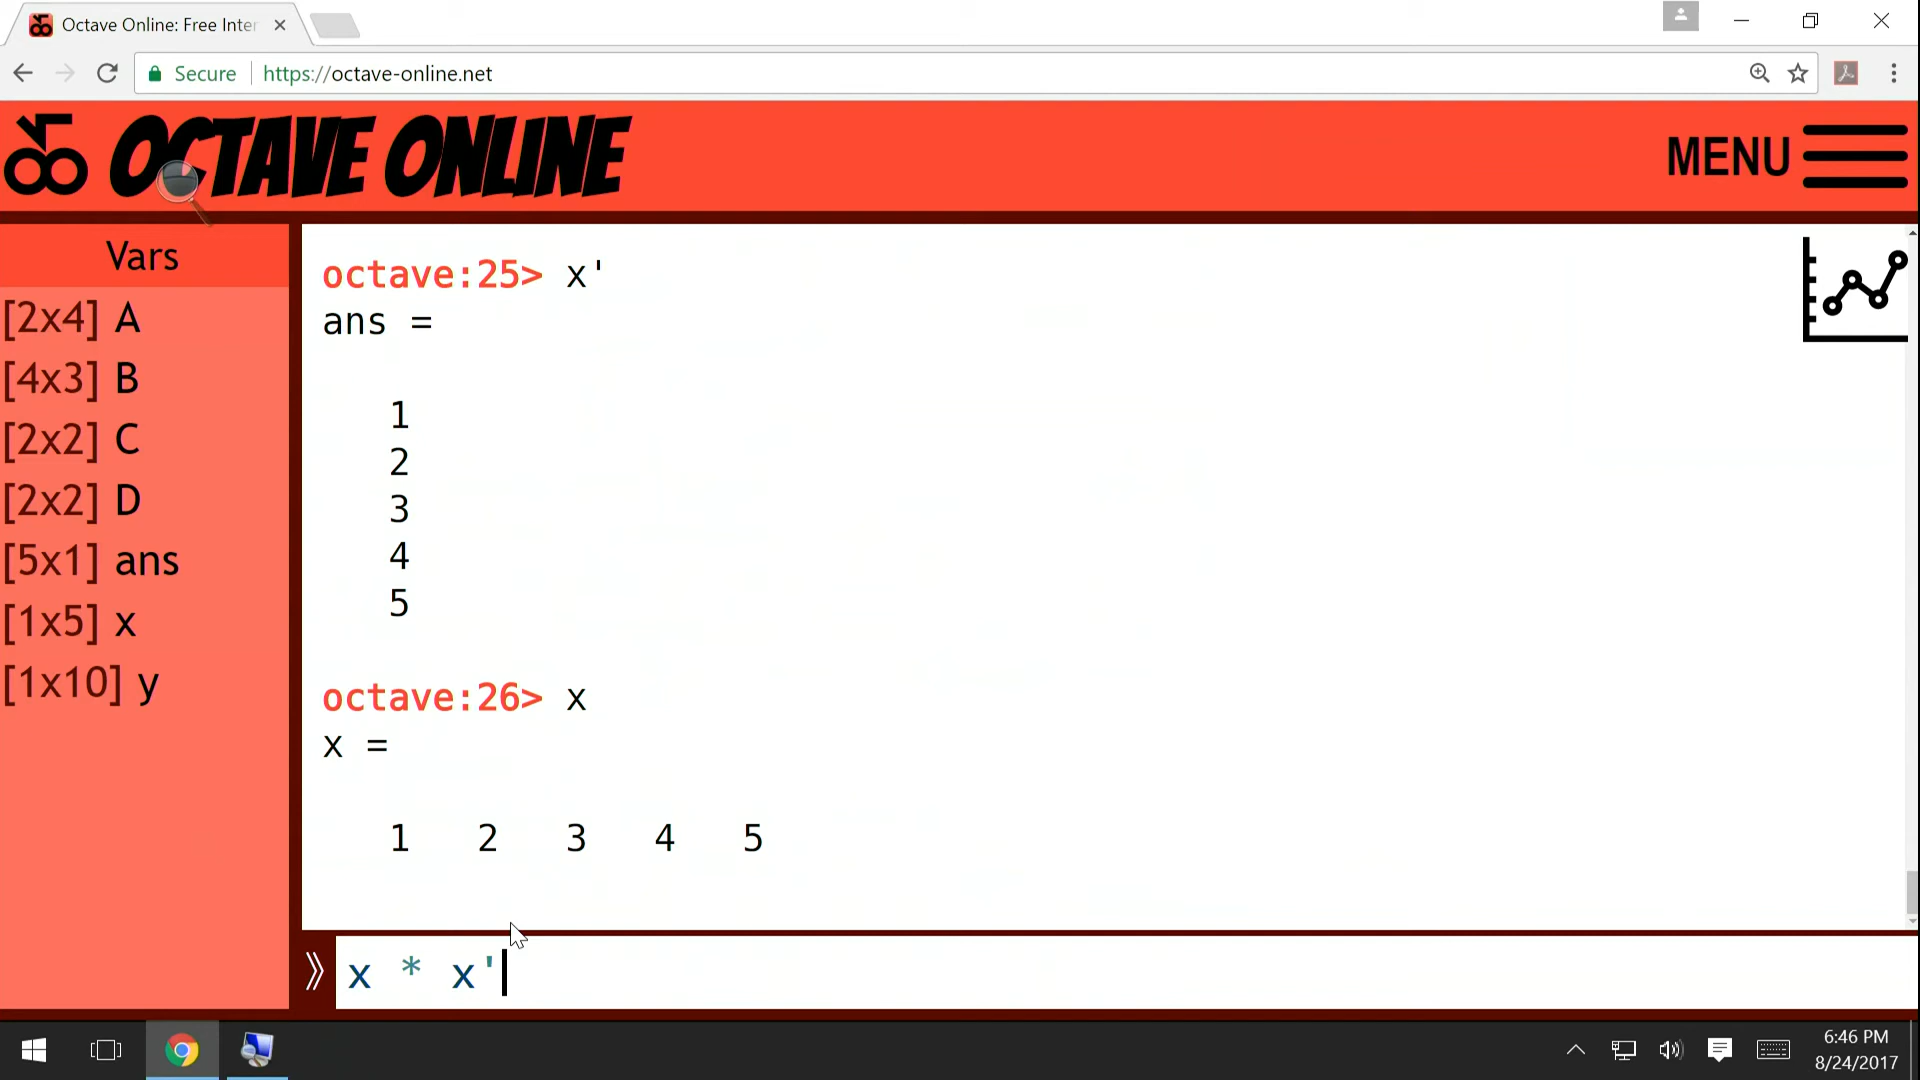 Octave Online: Free Inter
Secure https://octave-online.net
OCTAVE ONLINE
MENU
Vars
[2x4] A
[4x3] B
[2x2] C
[2x2] D
[5x1] ans
[1x5] x
[1x10] y
octave:25> x'
ans =
1
2
3
4
5
octave:26> x
x =
1 2 3 4 5
» x * x'
6:46 PM
8/24/2017